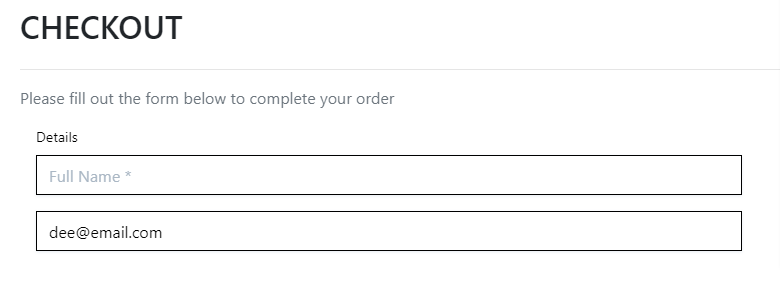 CHECKOUT
Please fill out the form below to complete your order
Details
Full Name *
dee@email.com